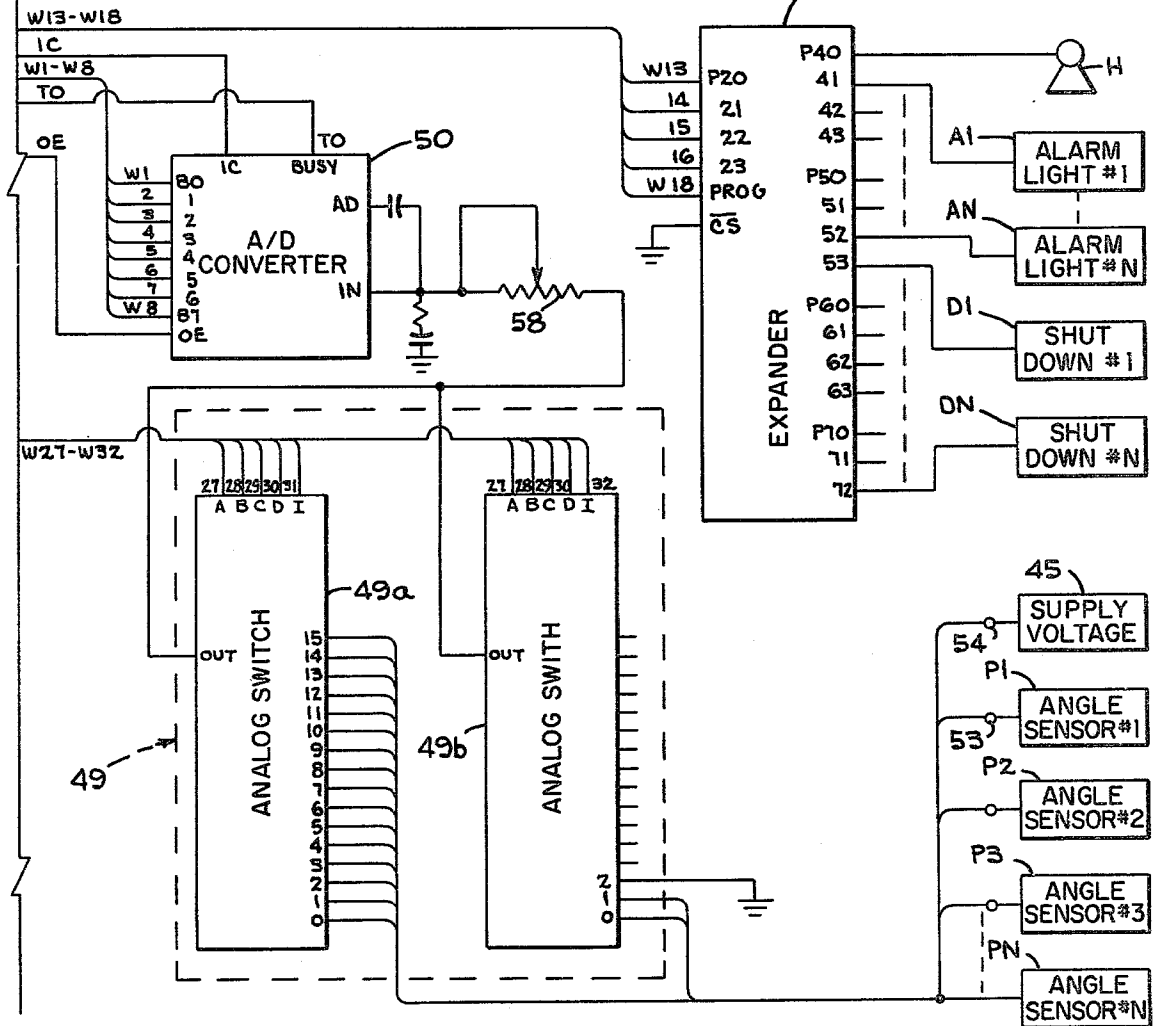 W13-W18
IC
W1-W8
TO
OE
50
TO
IC
BUSY
W1
2
3
4
5
6
7
W8
B0
1
2
3
4
5
6
B7
OE
A/D
CONVERTER
AD
IN
58
W13
14
15
16
W18
P20
21
22
23
PROG
CS
EXPANDER
P40
41
42
43
P50
51
52
53
P60
61
62
63
P70
71
72
H
A1
ALARM
LIGHT #1
AN
ALARM
LIGHT #N
D1
SHUT
DOWN #1
DN
SHUT
DOWN #N
W27-W32
27 28 29 30 31
A B C D I
OUT
ANALOG SWITCH
49a
15
14
13
12
11
10
9
8
7
6
5
4
3
2
1
0
49
27 28 29 30 32
A B C D I
OUT
ANALOG SWITH
49b
2
1
0
45
SUPPLY
VOLTAGE
54
P1
ANGLE
SENSOR#1
53
P2
ANGLE
SENSOR#2
P3
ANGLE
SENSOR#3
PN
ANGLE
SENSOR#N